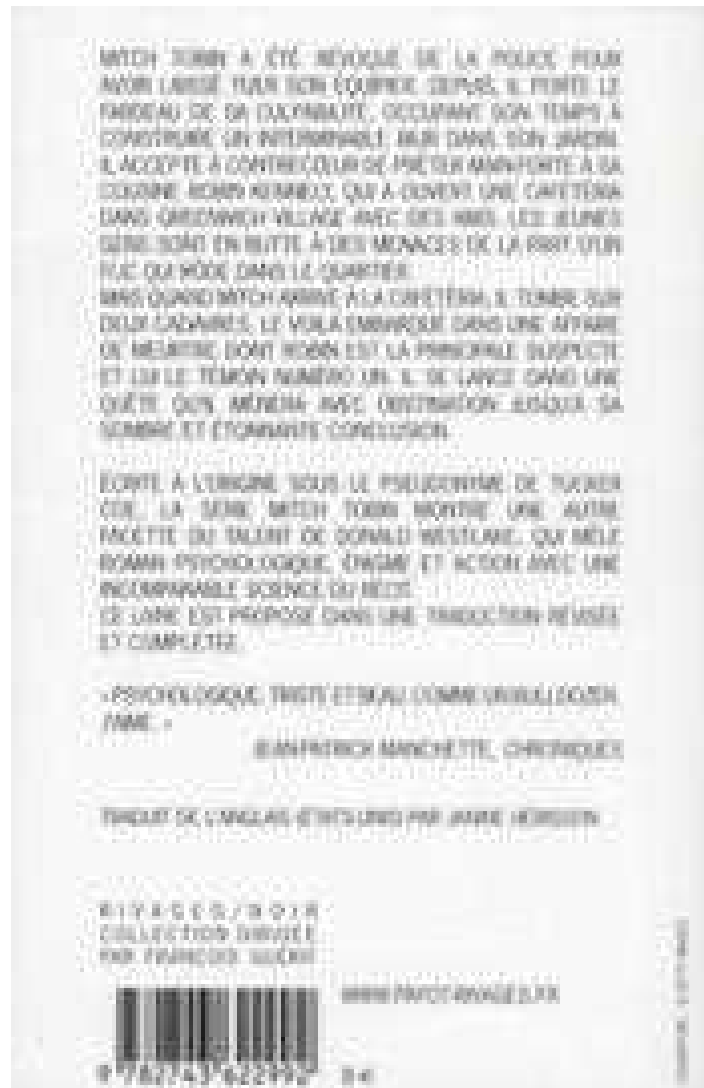 MITCH TOBIN A ÉTÉ RÉVOQUÉ DE LA POLICE POUR
AVOIR LAISSÉ TUER SON ÉQUIPIER. DEPUIS, IL PORTE LE
FARDEAU DE SA CULPABILITÉ, OCCUPANT SON TEMPS À
CONSTRUIRE UN INTERMINABLE MUR DANS SON JARDIN.
IL ACCEPTE À CONTRECŒUR DE PRÊTER MAIN-FORTE À SA
COUSINE ROBIN KENNELY, QUI A OUVERT UNE CAFÉTÉRIA
DANS GREENWICH VILLAGE AVEC DES AMIS. LES JEUNES
GENS SONT EN BUTTE À DES MENACES DE LA PART D'UN
FLIC QUI RÔDE DANS LE QUARTIER.
MAIS QUAND MITCH ARRIVE À LA CAFÉTÉRIA, IL TOMBE SUR
DEUX CADAVRES. LE VOILÀ EMBARQUÉ DANS UNE AFFAIRE
DE MEURTRE DONT ROBIN EST LA PRINCIPALE SUSPECTE
ET LUI LE TÉMOIN NUMÉRO UN. IL SE LANCE DANS UNE
QUÊTE QU'IL MÈNERA AVEC OBSTINATION JUSQU'À SA
SOMBRE ET ÉTONNANTE CONCLUSION.
ÉCRITE À L'ORIGINE SOUS LE PSEUDONYME DE TUCKER
COE, LA SÉRIE MITCH TOBIN MONTRE UNE AUTRE
FACETTE DU TALENT DE DONALD WESTLAKE, QUI MÊLE
ROMAN PSYCHOLOGIQUE, ÉNIGME ET ACTION AVEC UNE
INCOMPARABLE SCIENCE DU RÉCIT.
CE LIVRE EST PROPOSÉ DANS UNE TRADUCTION RÉVISÉE
ET COMPLÉTÉE.
« PSYCHOLOGIQUE, TRISTE ET BEAU COMME UN BULLDOZER.
J'AIME. »
JEAN-PATRICK MANCHETTE, CHRONIQUES
TRADUIT DE L'ANGLAIS (ÉTATS-UNIS) PAR JANINE
RIVAGES/NOIR
COLLECTION DIRIGÉE
PAR FRANÇOIS GUÉRIF
WWW.PAYOT-RIVAGES.FR
9 782743 622992